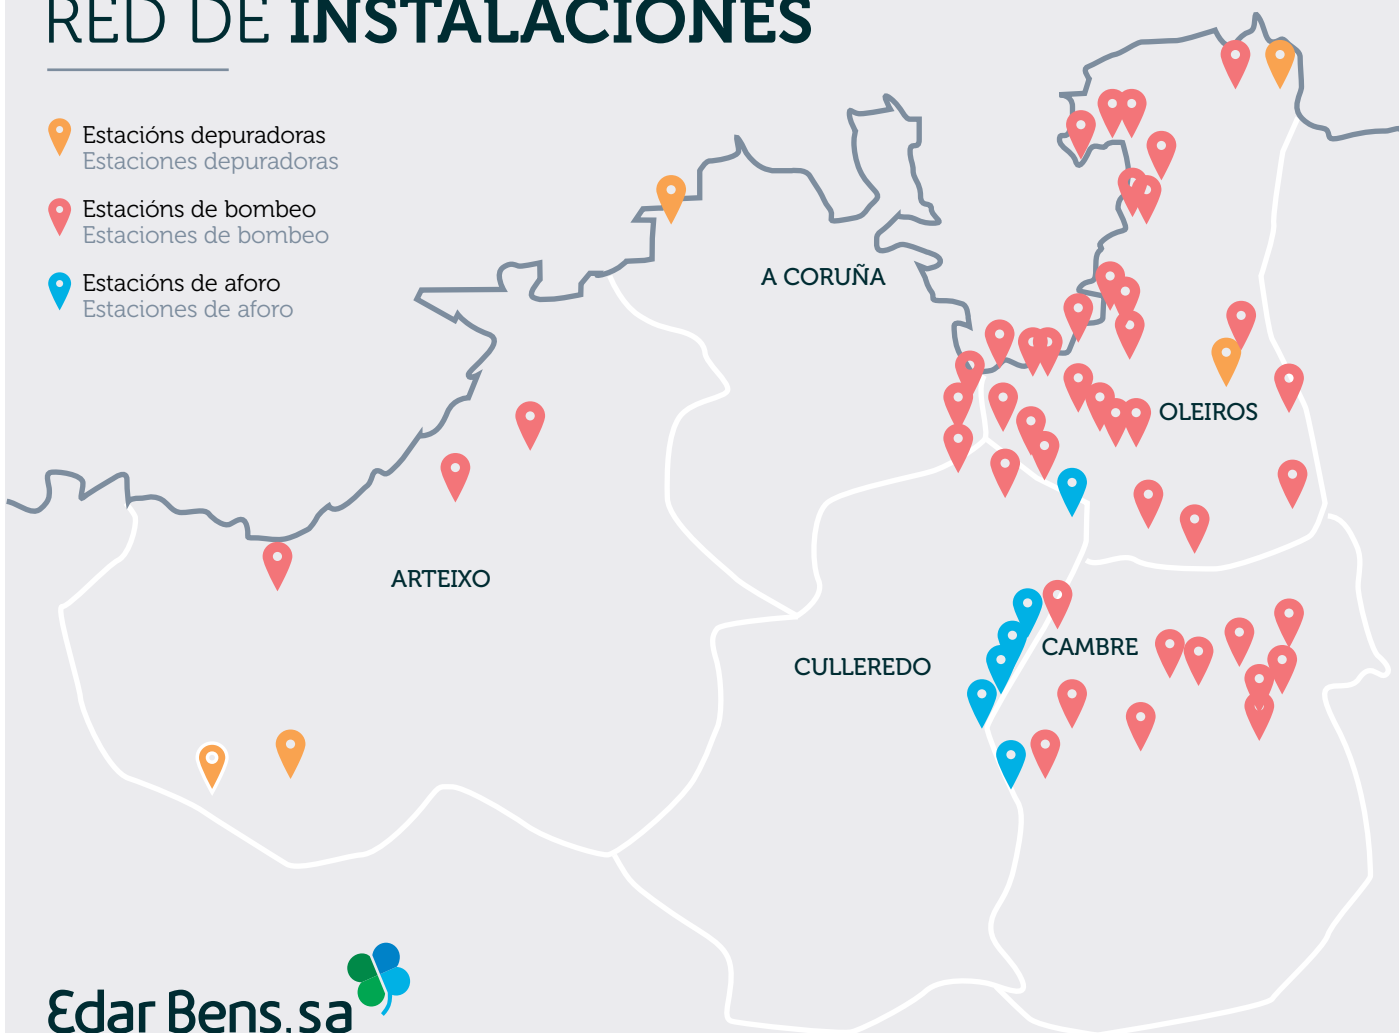 RED DE INSTALACIONES
Estacións depuradoras
Estaciones depuradoras
Estacións de bombeo
Estaciones de bombeo
Estacións de aforo
Estaciones de aforo
A CORUÑA
OLEIROS
ARTEIXO
CULLEREDO
CAMBRE
Edar Bens.sa